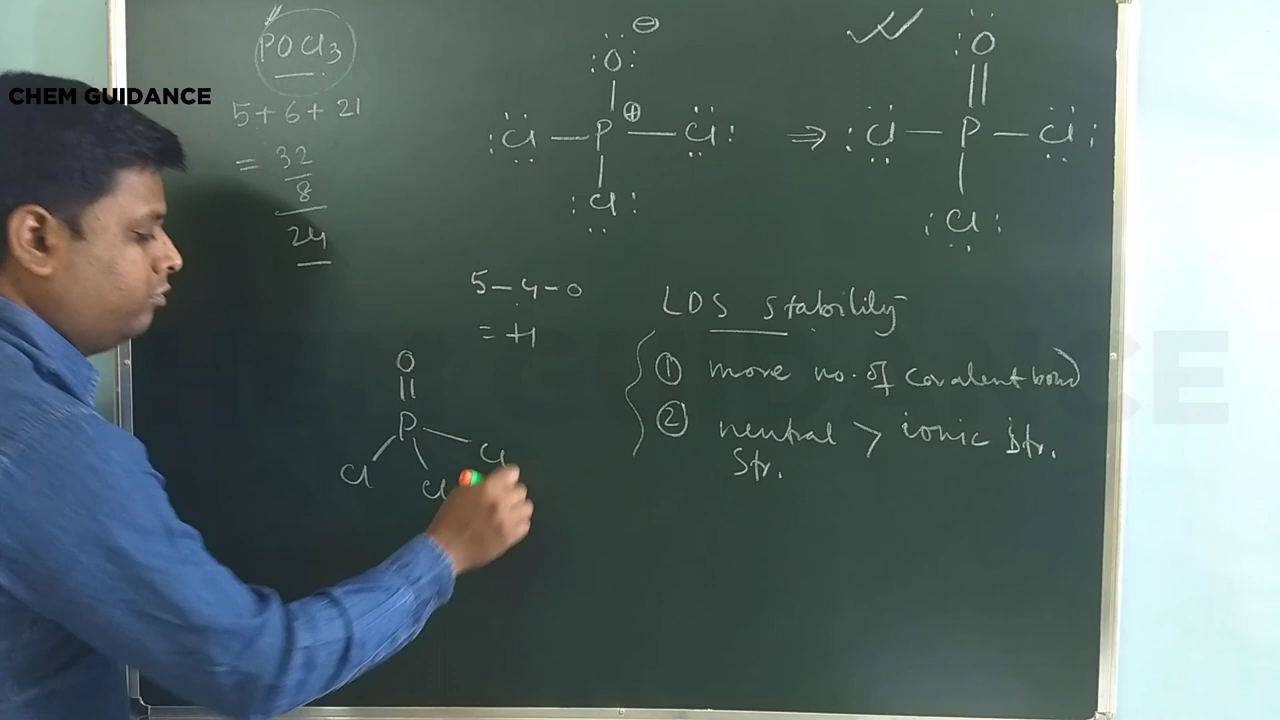 CHEM GUIDANCE
POCl3
5+6+21
= 32
8
24
⊖
:O:
⊕
:Cl — P — Cl:
:Cl:
⇒
:O
:Cl — P — Cl:
:Cl:
5-4-0
= +1
O
P
Cl Cl Cl
LDS stability
① more no. of covalent bond
② neutral > ionic str.
str.